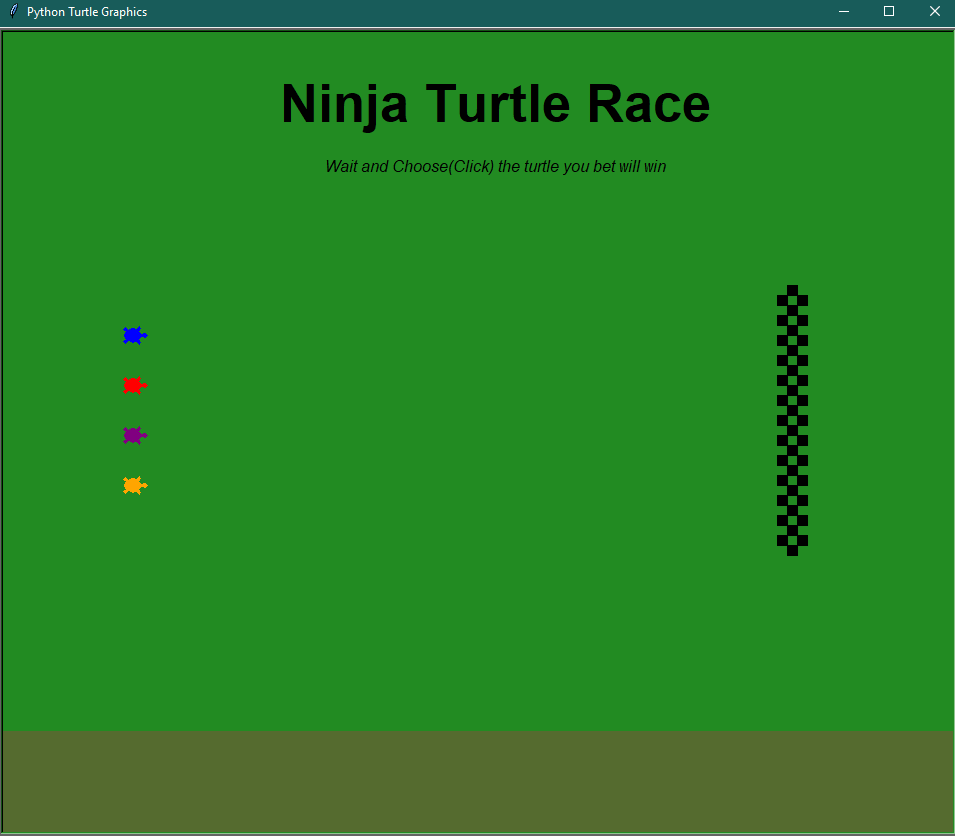 Python Turtle Graphics
Ninja Turtle Race
Wait and Choose(Click) the turtle you bet will win